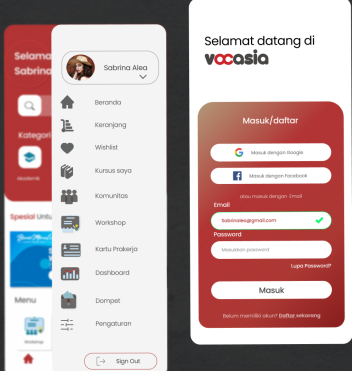 Selama
Sabrina
Kategori
Akademik
Spesial Untu
Menu
Workshop
Sabrina Alea
Beranda
Keranjang
Wishlist
Kursus saya
Komunitas
Workshop
Kartu Prakerja
Dashboard
Dompet
Pengaturan
Sign Out
Selamat datang di
vocasia
Masuk/daftar
Masuk dengan Google
Masuk dengan Facebook
atau masuk dengan Email
Email
Sabrinalea@gmail.com
Password
Masukkan password
Lupa Password?
Masuk
Belum memiliki akun? Daftar sekarang